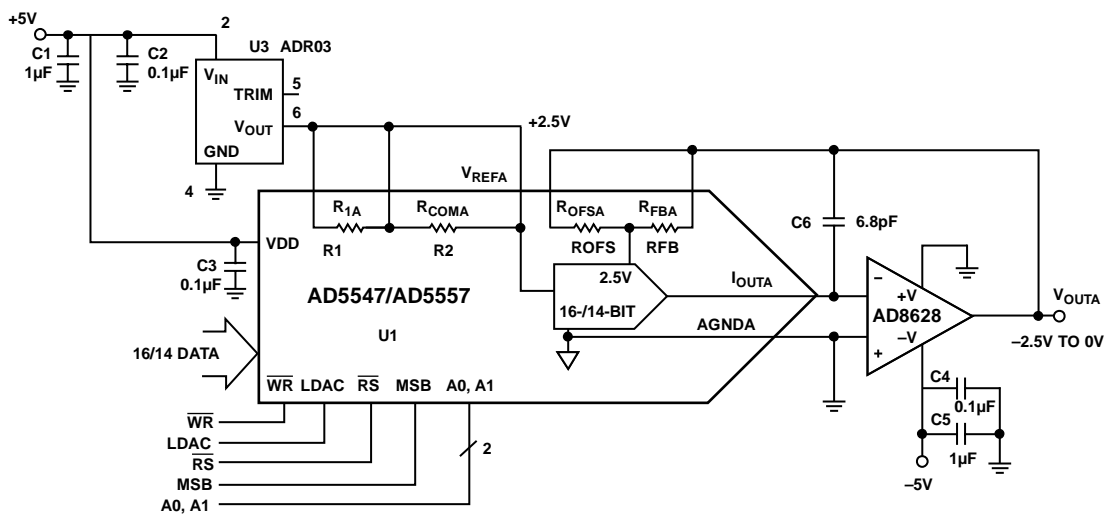 +5V
2
U3 ADR03
C1
1µF
C2
0.1µF
VIN
TRIM
5
VOUT
6
GND
4
+2.5V
VREFA
R1A
RCOMA
R1
R2
ROFSA
RFBA
ROFS
RFB
C6
6.8pF
VDD
C3
0.1µF
2.5V
16-/14-BIT
IOUTA
AD5547/AD5557
U1
AGNDA
–
+V
AD8628
–V
+
VOUTA
–2.5V TO 0V
16/14 DATA
WR LDAC RS MSB A0, A1
C4
0.1µF
C5
1µF
–5V
WR
LDAC
RS
MSB
A0, A1
2